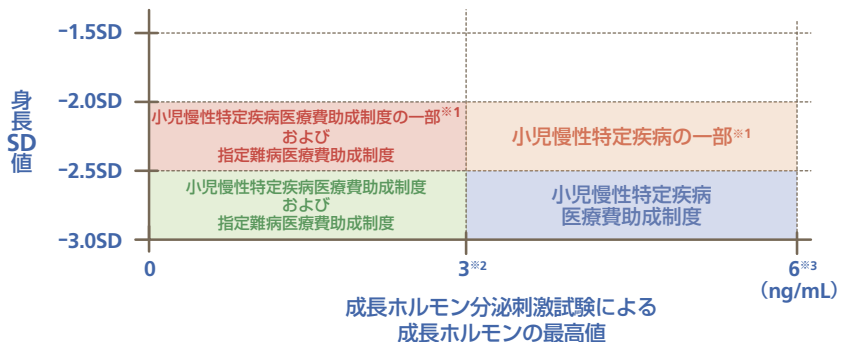 -1.5SD
-2.0SD
-2.5SD
-3.0SD
身長SD値
小児慢性特定疾病医療費助成制度の一部※1
および
指定難病医療費助成制度
小児慢性特定疾病の一部※1
小児慢性特定疾病医療費助成制度
および
指定難病医療費助成制度
小児慢性特定疾病
医療費助成制度
0
3※2
6※3
（ng/mL）
成長ホルモン分泌刺激試験による
成長ホルモンの最高値